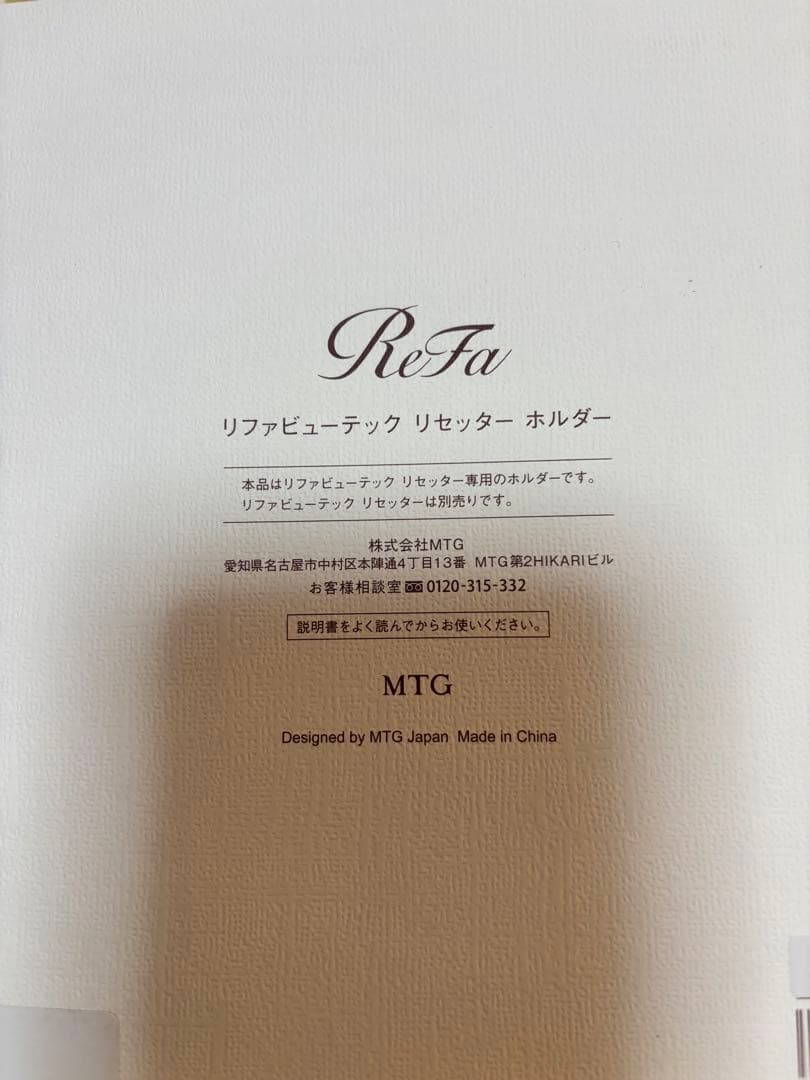 ReFa
リファビューテック リセッター ホルダー
本品はリファビューテック リセッター専用のホルダーです。
リファビューテック リセッターは別売りです。
株式会社MTG
愛知県名古屋市中村区本陣通4丁目13番 MTG第2HIKARIビル
お客様相談室 0120-315-332
説明書をよく読んでからお使いください。
MTG
Designed by MTG Japan Made in China